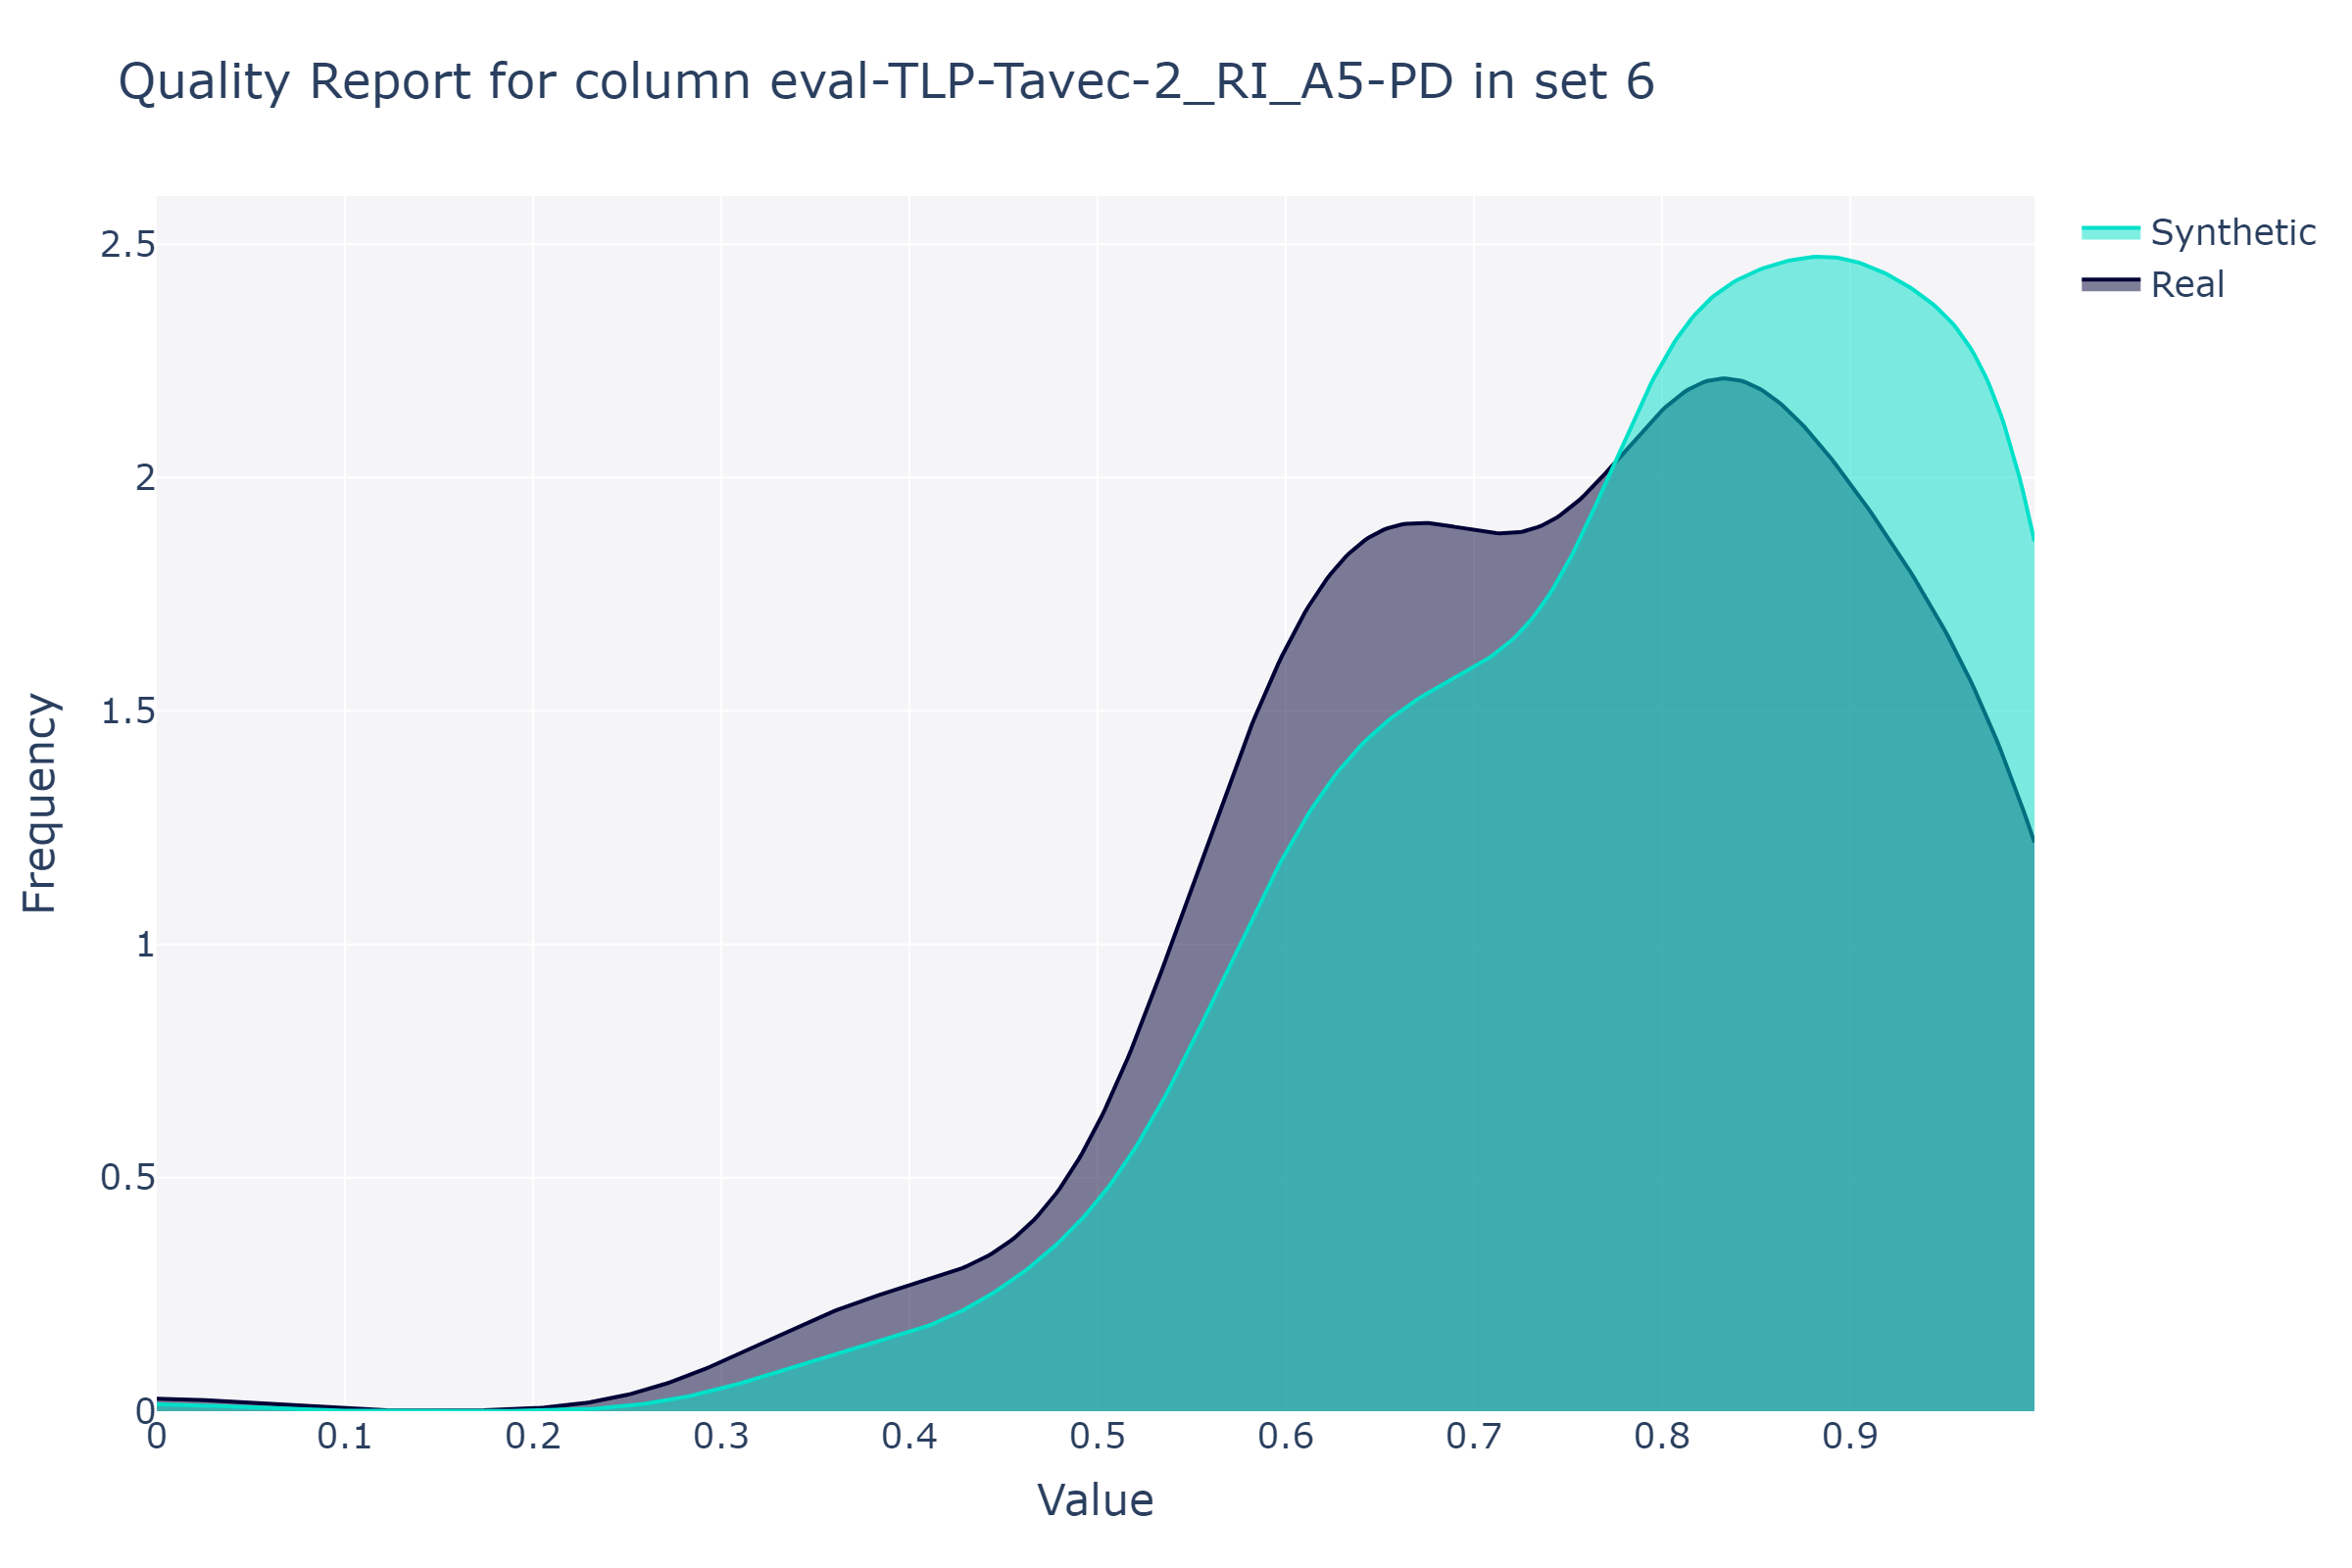 Quality Report for column eval-TLP-Tavec-2_RI_A5-PD in set 6
Synthetic
Real
2.5
2
1.5
1
0.5
0
Frequency
0 0.1 0.2 0.3 0.4 0.5 0.6 0.7 0.8 0.9
Value